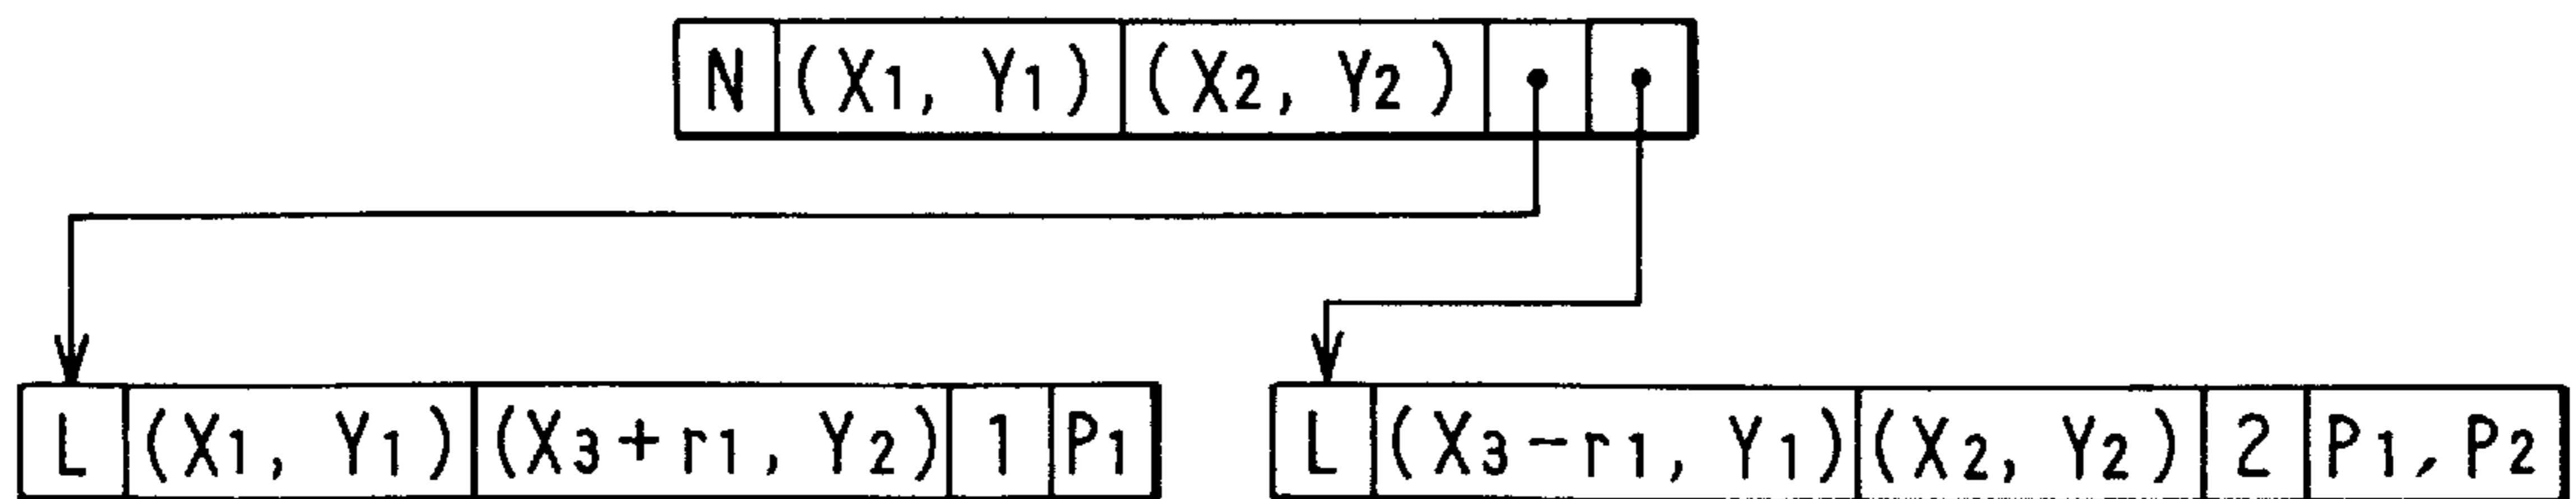 N (X1, Y1) (X2, Y2)
L (X1, Y1) (X3+r1, Y2) 1 P1 L (X3-r1, Y1) (X2, Y2) 2 P1, P2